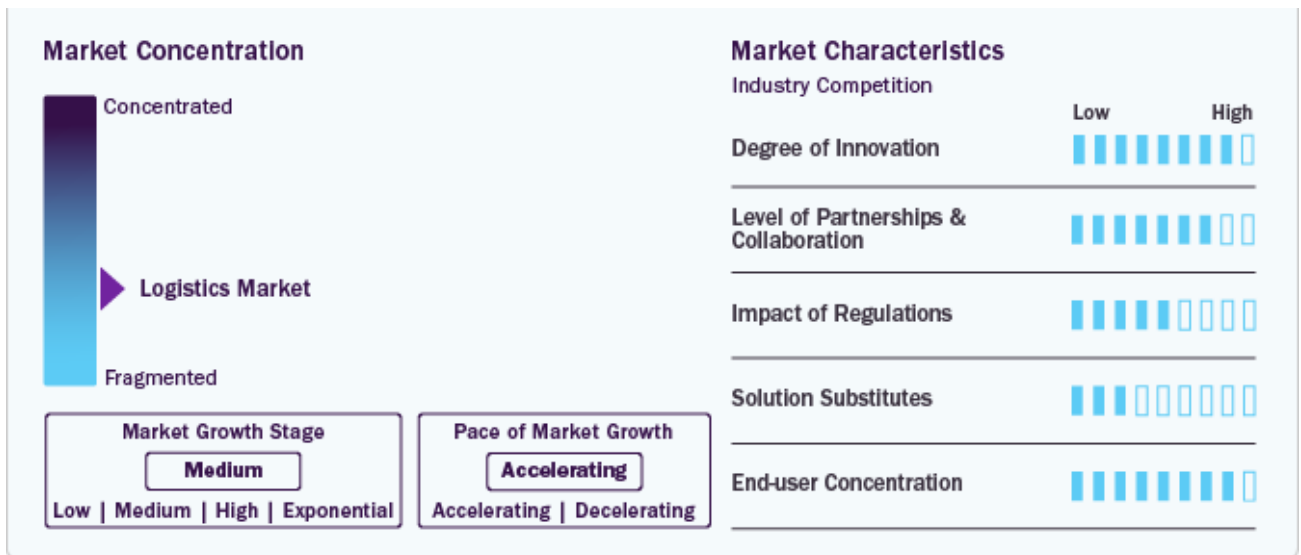 Market Concentration
Concentrated
Logistics Market
Fragmented
Market Growth Stage
Medium
Low | Medium | High | Exponential
Pace of Market Growth
Accelerating
Accelerating | Decelerating
Market Characteristics
Industry Competition
Low High
Degree of Innovation
Level of Partnerships &
Collaboration
Impact of Regulations
Solution Substitutes
End-user Concentration